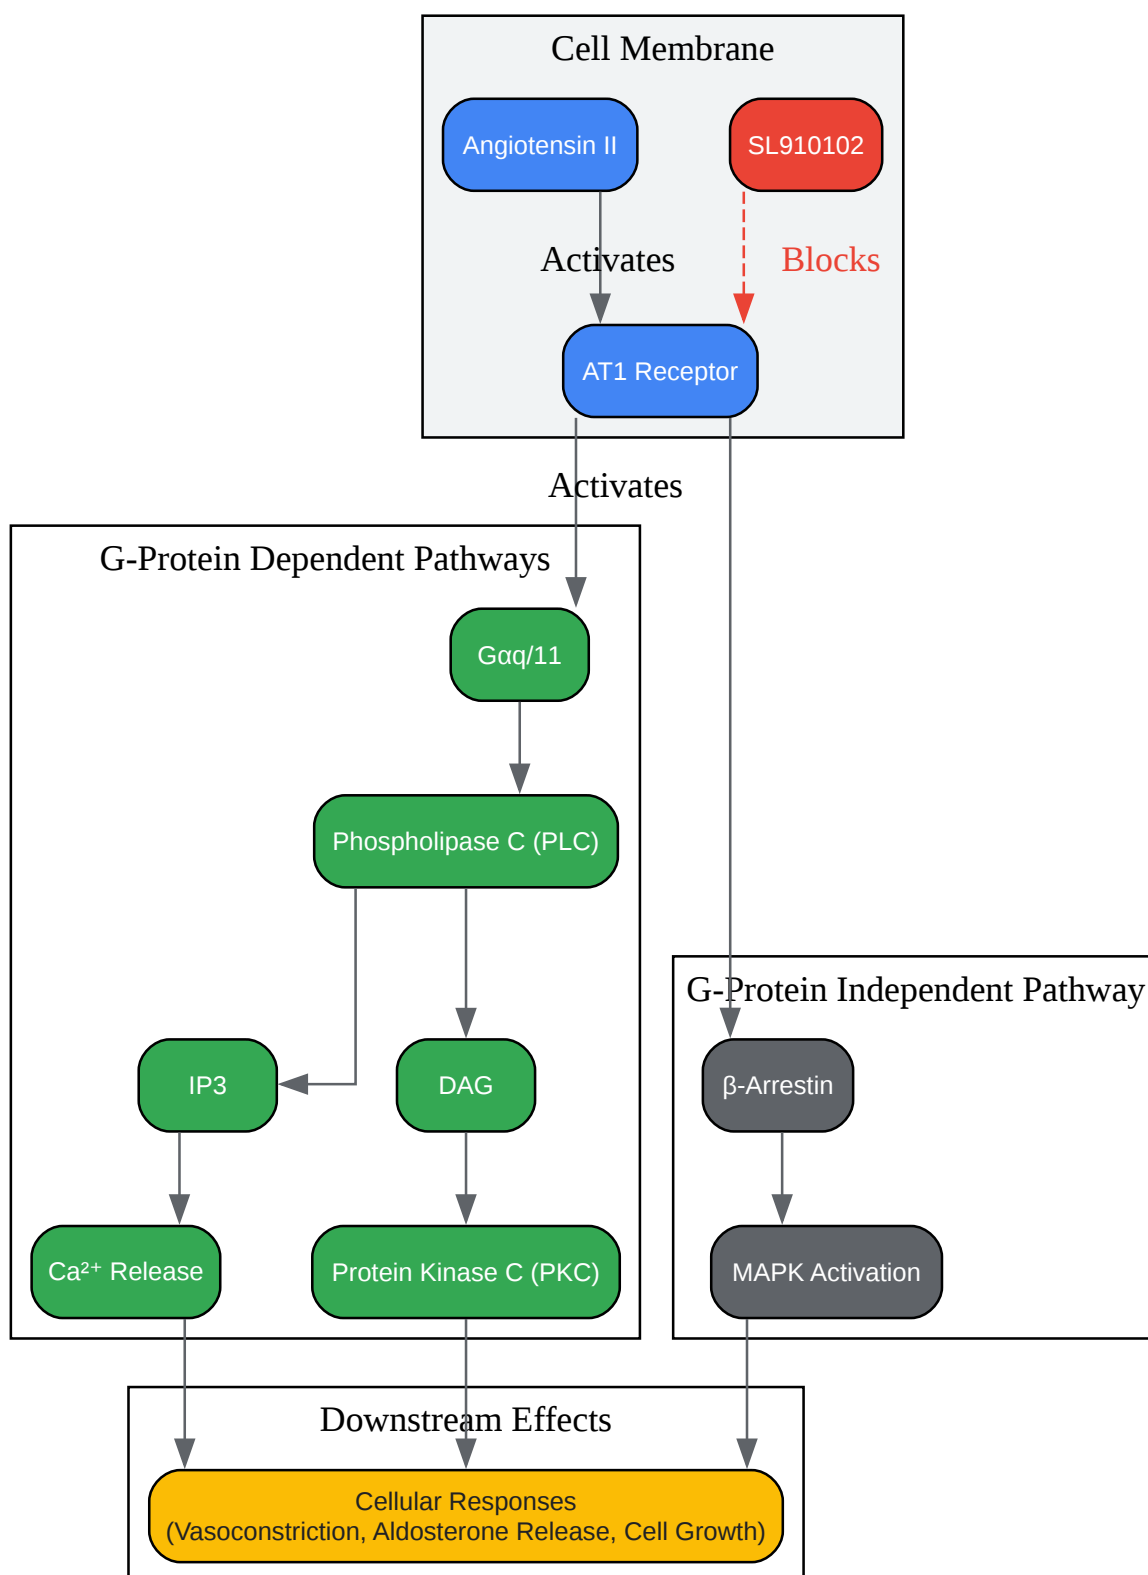 Cell Membrane
Angiotensin II
SL910102
Activates
Blocks
AT1 Receptor
Activates
G-Protein Dependent Pathways
Gαq/11
Phospholipase C (PLC)
G-Protein Independent Pathway
IP3
DAG
β-Arrestin
Ca²⁺ Release
Protein Kinase C (PKC)
MAPK Activation
Downstream Effects
Cellular Responses
(Vasoconstriction, Aldosterone Release, Cell Growth)